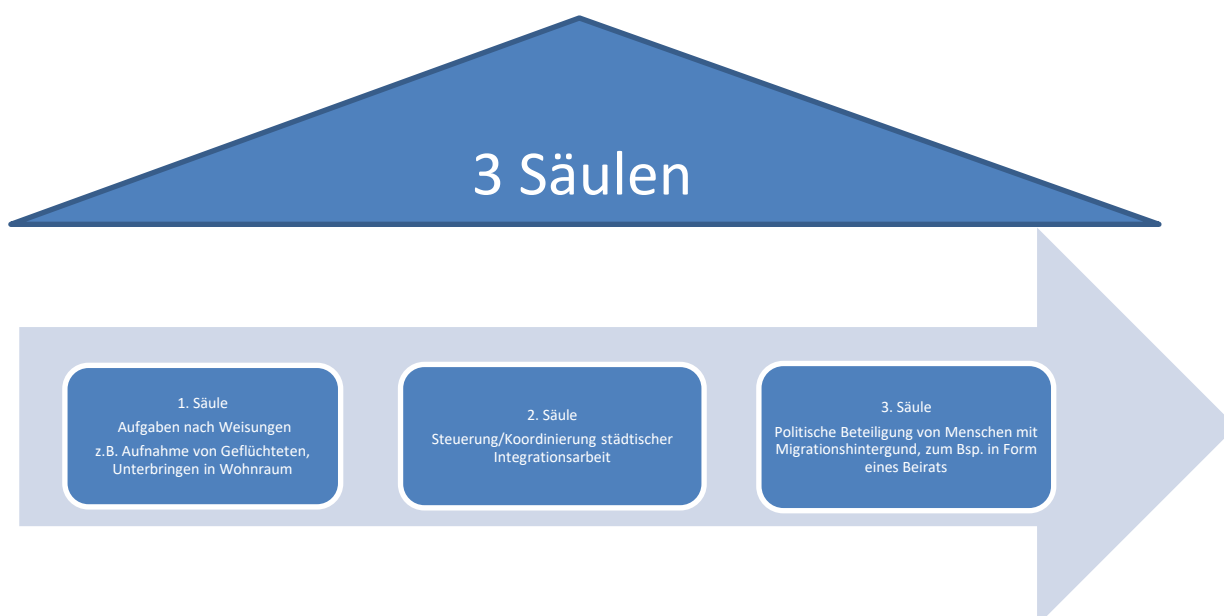 3 Säulen
1. Säule
Aufgaben nach Weisungen
z.B. Aufnahme von Geflüchteten,
Unterbringen in Wohnraum
2. Säule
Steuerung/Koordinierung städtischer
Integrationsarbeit
3. Säule
Politische Beteiligung von Menschen mit
Migrationshintergund, zum Bsp. in Form
eines Beirats